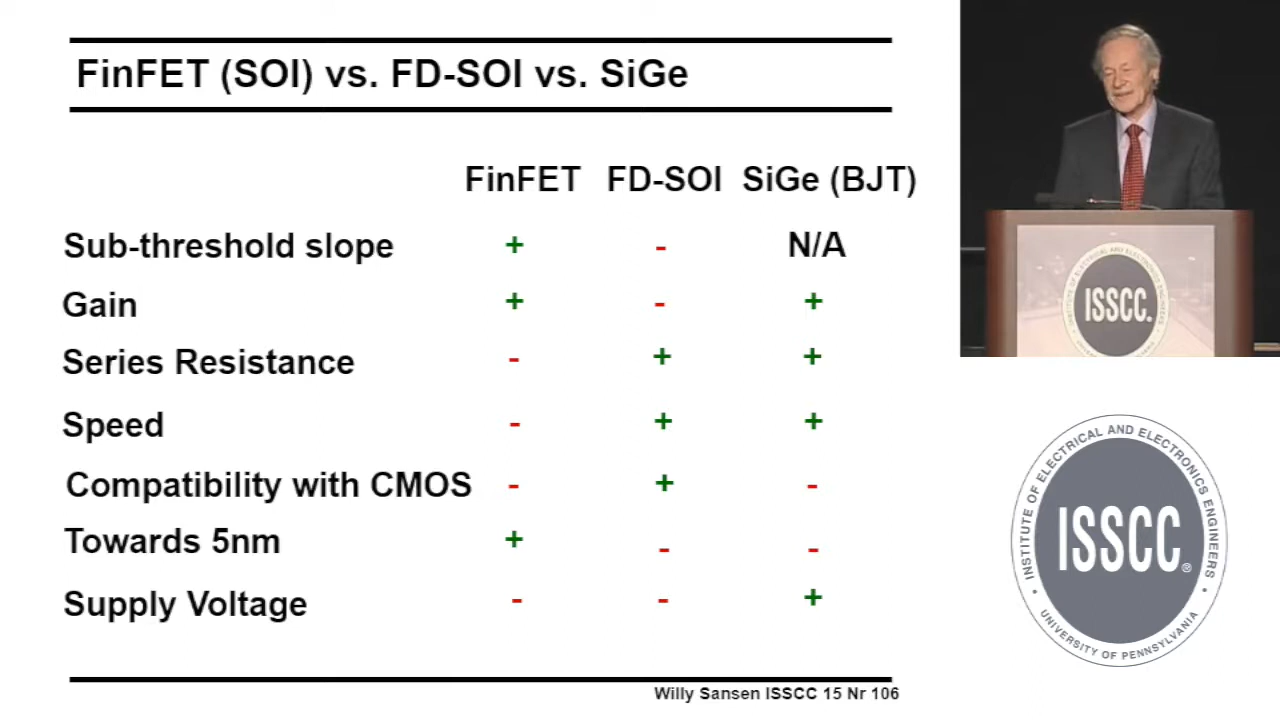 FinFET (SOI) vs. FD-SOI vs. SiGe
FinFET FD-SOI SiGe (BJT)
Sub-threshold slope + - N/A
Gain + - +
Series Resistance - + +
Speed - + +
Compatibility with CMOS - + -
Towards 5nm + - -
Supply Voltage - - +
Willy Sansen ISSCC 15 Nr 106
ISSCC.
INSTITUTE OF ELECTRICAL AND ELECTRONICS ENGINEERS
ISSCC®
• UNIVERSITY OF PENNSYLVANIA •